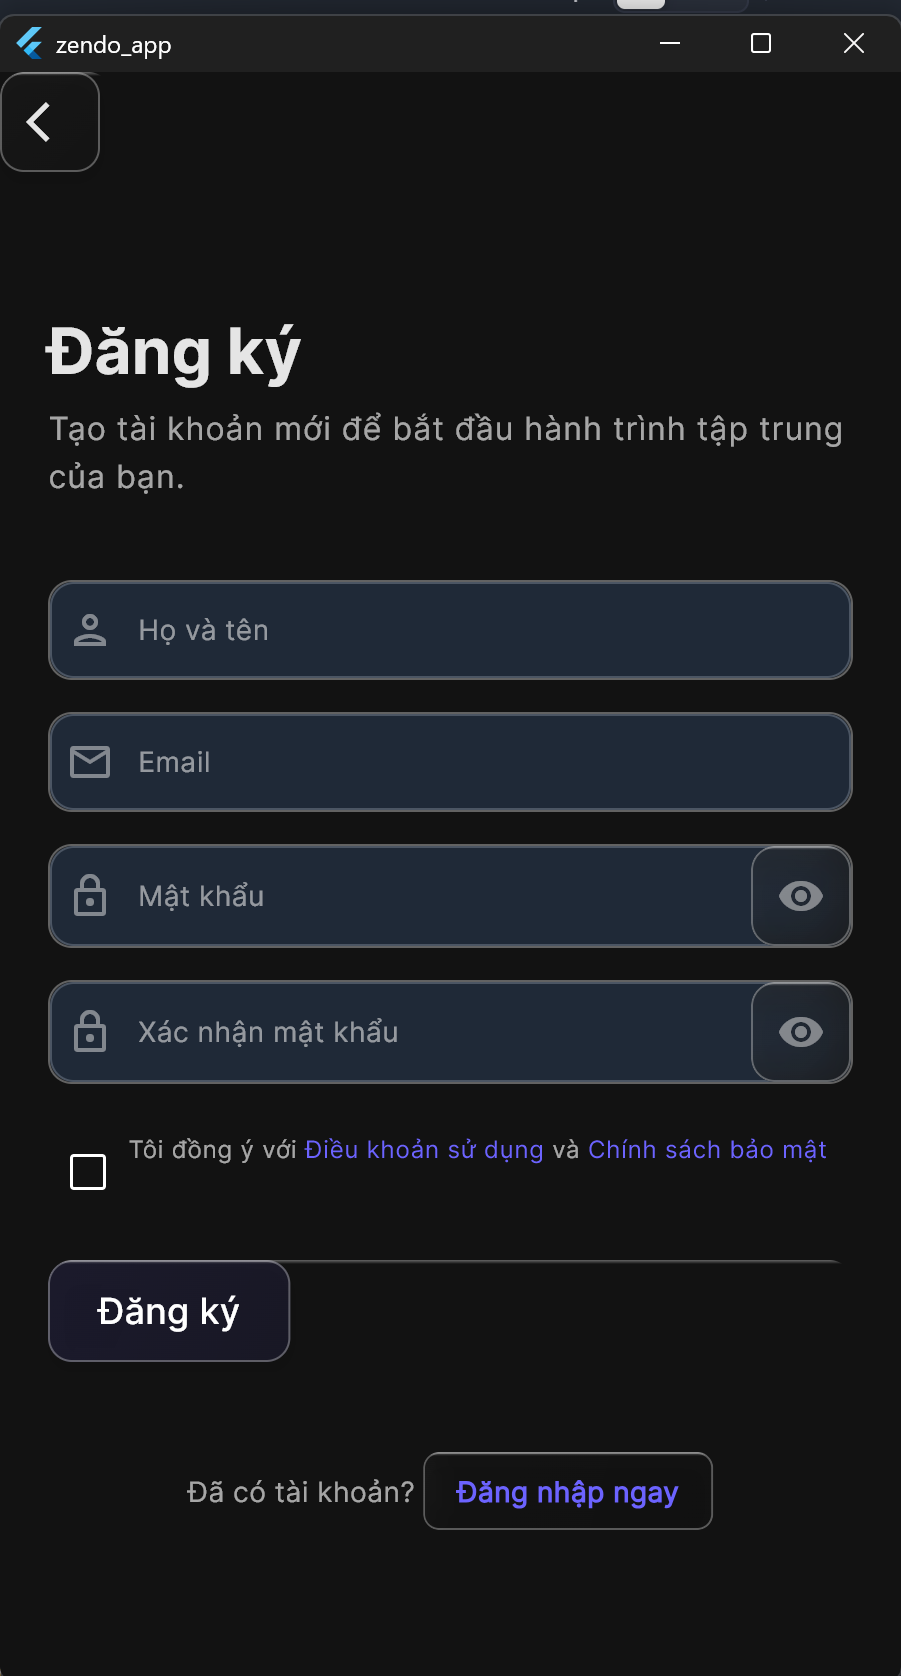 zendo_app
Đăng ký
Tạo tài khoản mới để bắt đầu hành trình tập trung
của bạn.
Họ và tên
Email
Mật khẩu
Xác nhận mật khẩu
Tôi đồng ý với Điều khoản sử dụng và Chính sách bảo mật
Đăng ký
Đã có tài khoản? Đăng nhập ngay